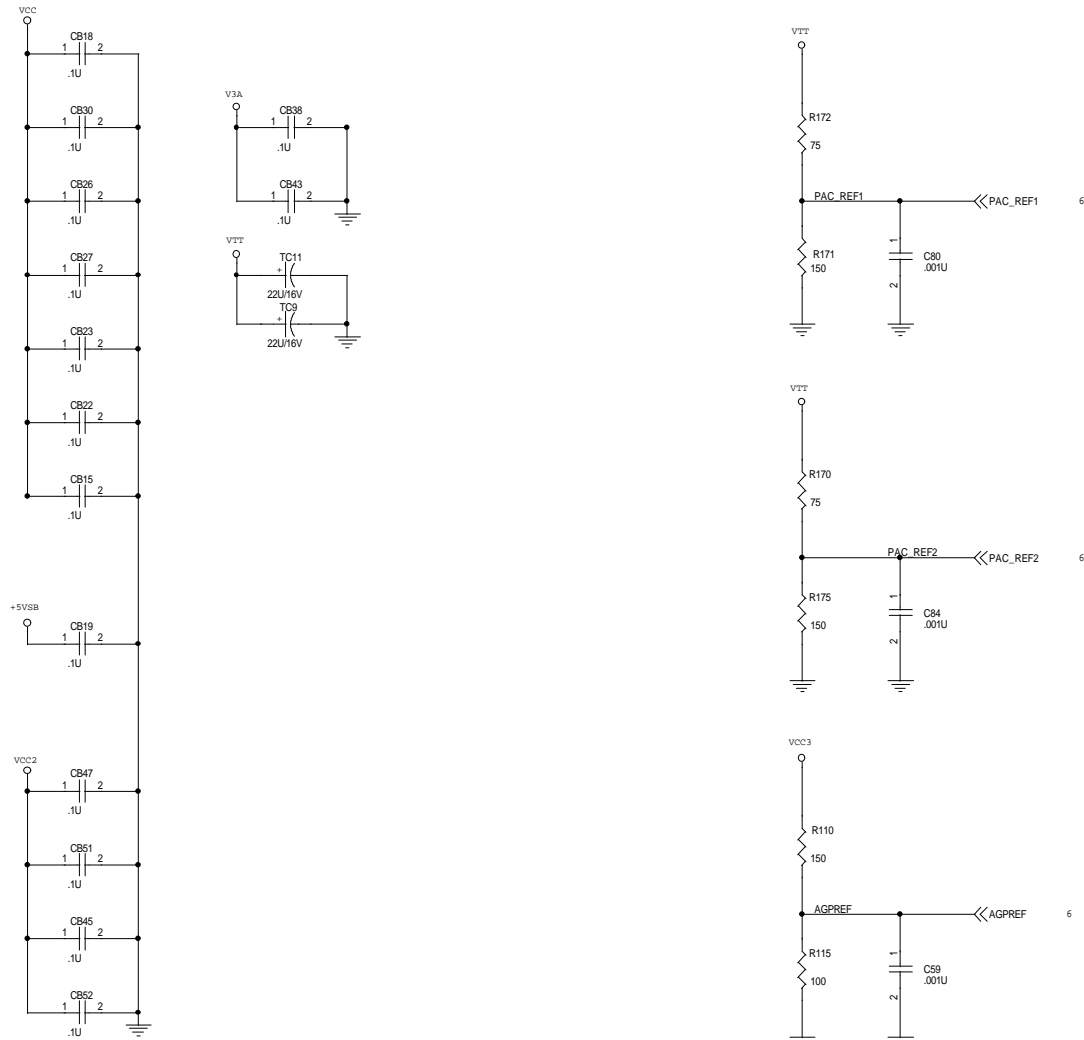 VCC
CB18
1 2
.1U
CB30
1 2
.1U
CB26
1 2
.1U
CB27
1 2
.1U
CB23
1 2
.1U
CB22
1 2
.1U
CB15
1 2
.1U
+5VSB
CB19
1 2
.1U
VCC2
CB47
1 2
.1U
CB51
1 2
.1U
CB45
1 2
.1U
CB52
1 2
.1U
V3A
CB38
1 2
.1U
CB43
1 2
.1U
VTT
TC11
+
22U/16V
TC9
+
22U/16V
VTT
R172
75
PAC_REF1
PAC_REF1 6
R171
150
1
C80
.001U
2
VTT
R170
75
PAC_REF2
PAC_REF2 6
R175
150
1
C84
.001U
2
VCC3
R110
150
AGPREF
AGPREF 6
R115
100
1
C59
.001U
2